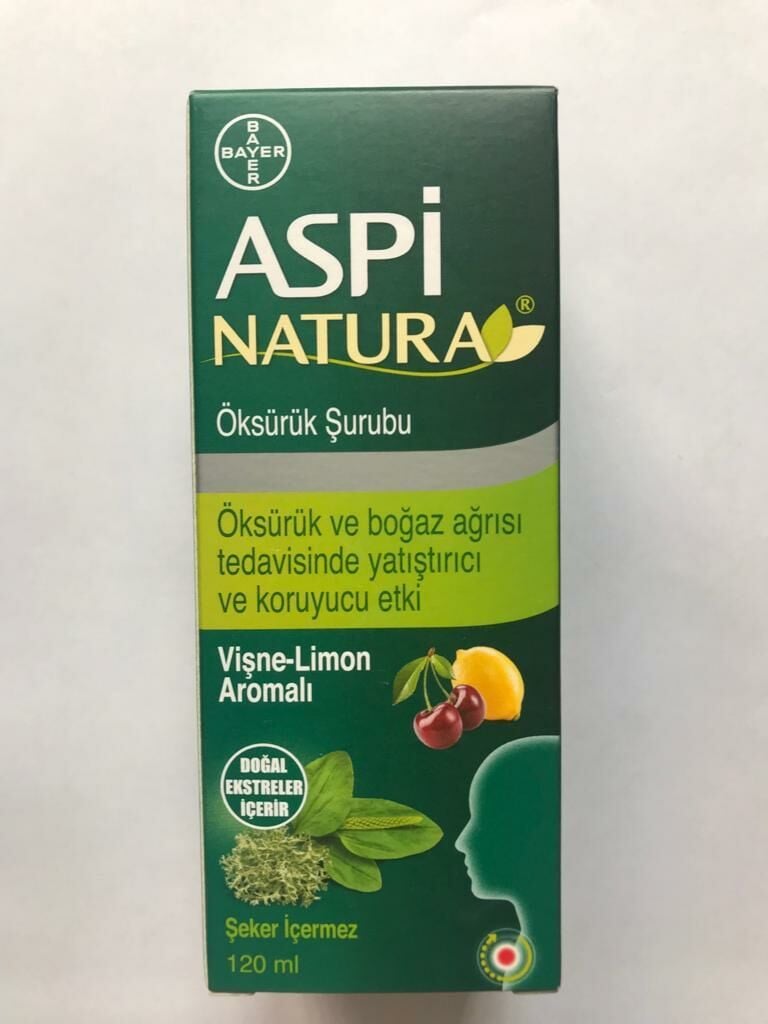 BAYER
BAYER
ASPİ
NATURA®
Öksürük Şurubu
Öksürük ve boğaz ağrısı
tedavisinde yatıştırıcı
ve koruyucu etki
Vişne-Limon
Aromalı
DOĞAL
EKSTRELER
İÇERİR
Şeker İçermez
120 ml